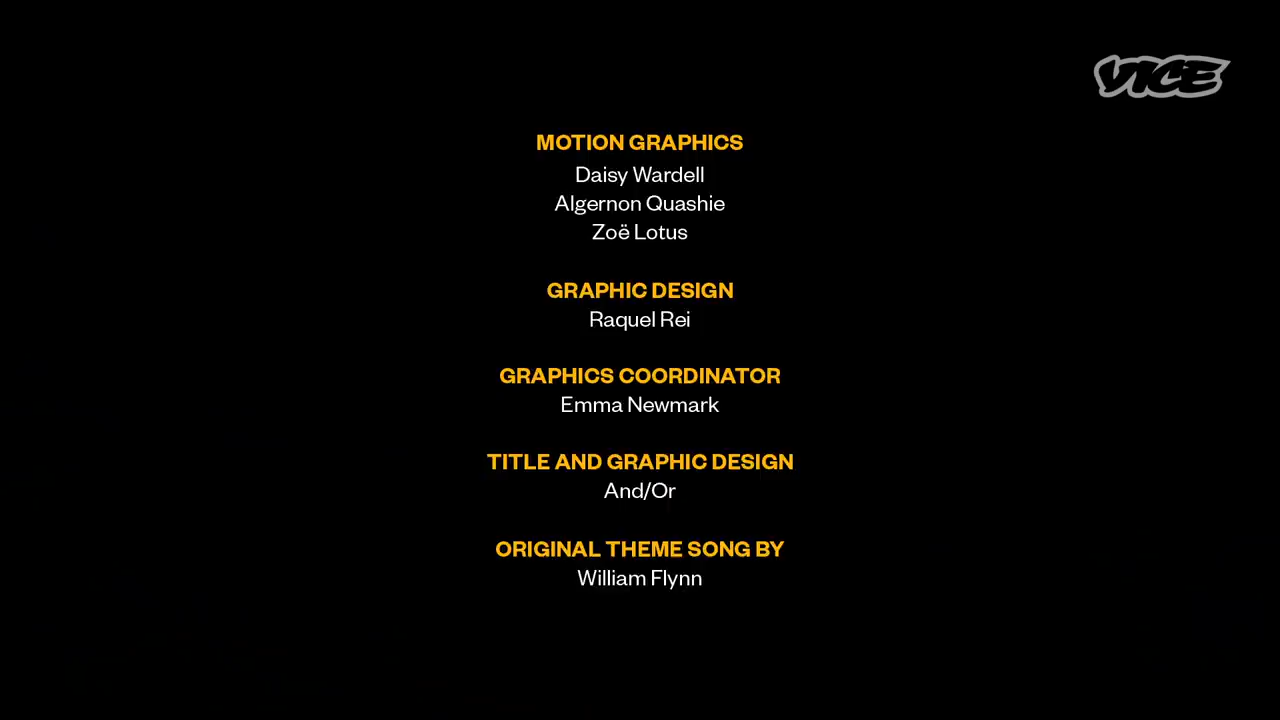 VICE
MOTION GRAPHICS
Daisy Wardell
Algernon Quashie
Zoë Lotus
GRAPHIC DESIGN
Raquel Rei
GRAPHICS COORDINATOR
Emma Newmark
TITLE AND GRAPHIC DESIGN
And/Or
ORIGINAL THEME SONG BY
William Flynn